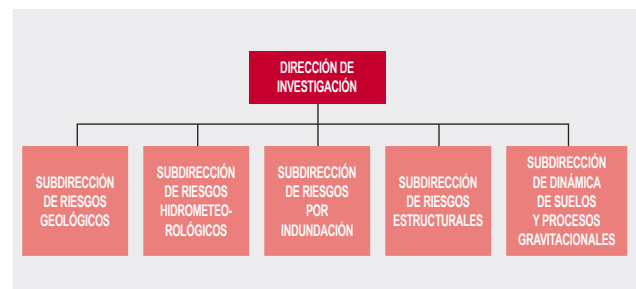 DIRECCIÓN DE
INVESTIGACIÓN
SUBDIRECCIÓN
DE RIESGOS
GEOLÓGICOS
SUBDIRECCIÓN
DE RIESGOS
HIDROMETEO-
ROLÓGICOS
SUBDIRECCIÓN
DE RIESGOS
POR
INDUNDACIÓN
SUBDIRECCIÓN
DE RIESGOS
ESTRUCTURALES
SUBDIRECCIÓN
DE DINÁMICA
DE SUELOS
Y PROCESOS
GRAVITACIONALES